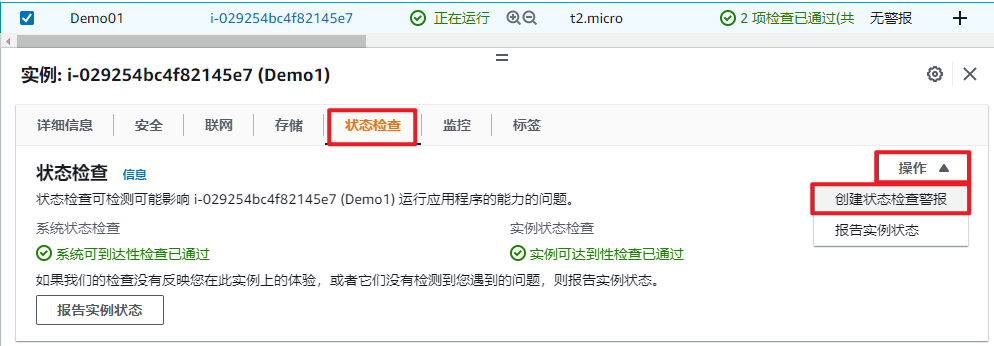 Demo01 i-029254bc4f82145e7 正在运行 t2.micro 2 项检查已通过(共 无警报
实例: i-029254bc4f82145e7 (Demo1)
详细信息 安全 联网 存储 状态检查 监控 标签
状态检查 信息 操作
状态检查可检测可能影响 i-029254bc4f82145e7 (Demo1) 运行应用程序的能力的问题。 创建状态检查警报
系统状态检查 实例状态检查 报告实例状态
系统可到达性检查已通过 实例可达到性检查已通过
如果我们的检查没有反映您在此实例上的体验，或者它们没有检测到您遇到的问题，则报告实例状态。
报告实例状态